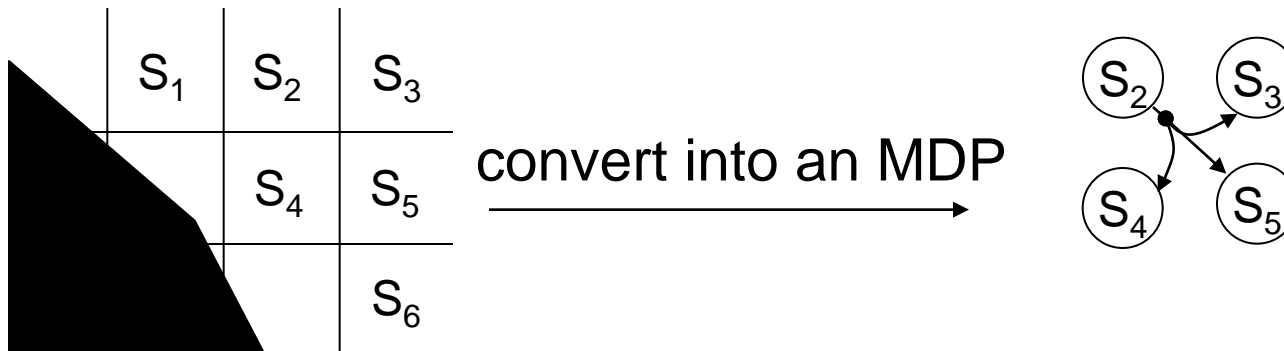 S₁ S₂ S₃
S₄ S₅
S₆
convert into an MDP
S₂ S₃
S₄ S₅